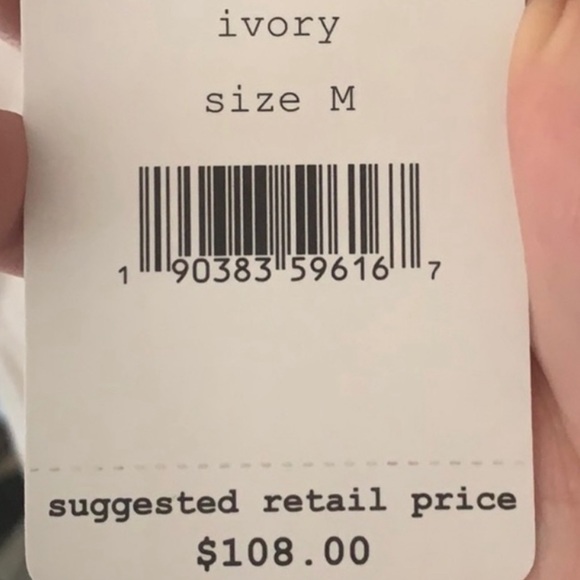 ivory
size M
1 90383 59616 7
suggested retail price
$108.00